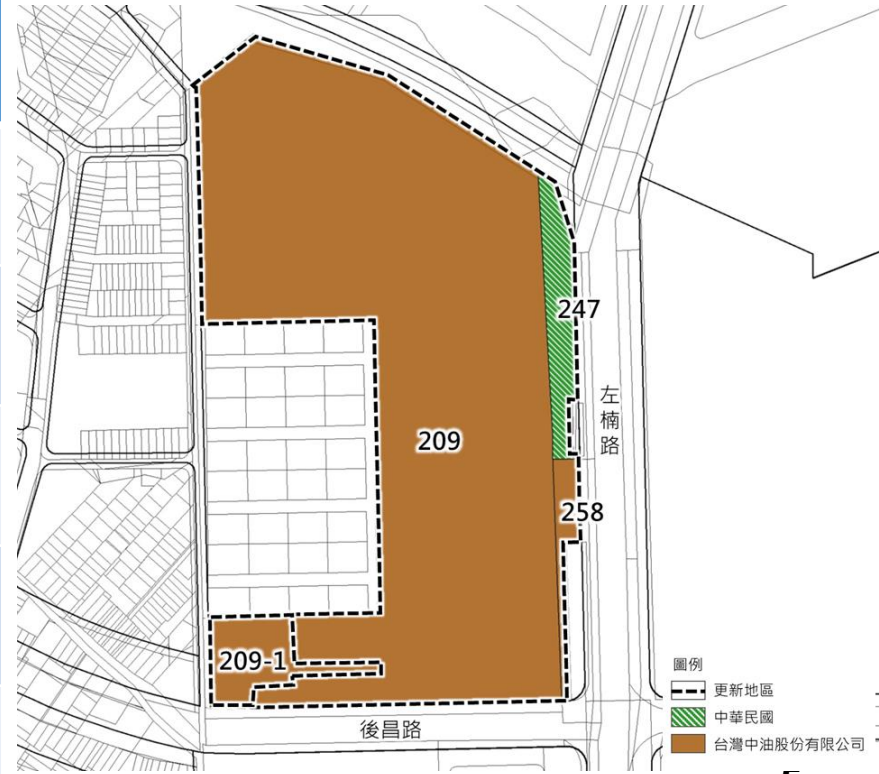 247
左楠路
209
258
209-1
後昌路
圖例
更新地區
中華民國
台灣中油股份有限公司